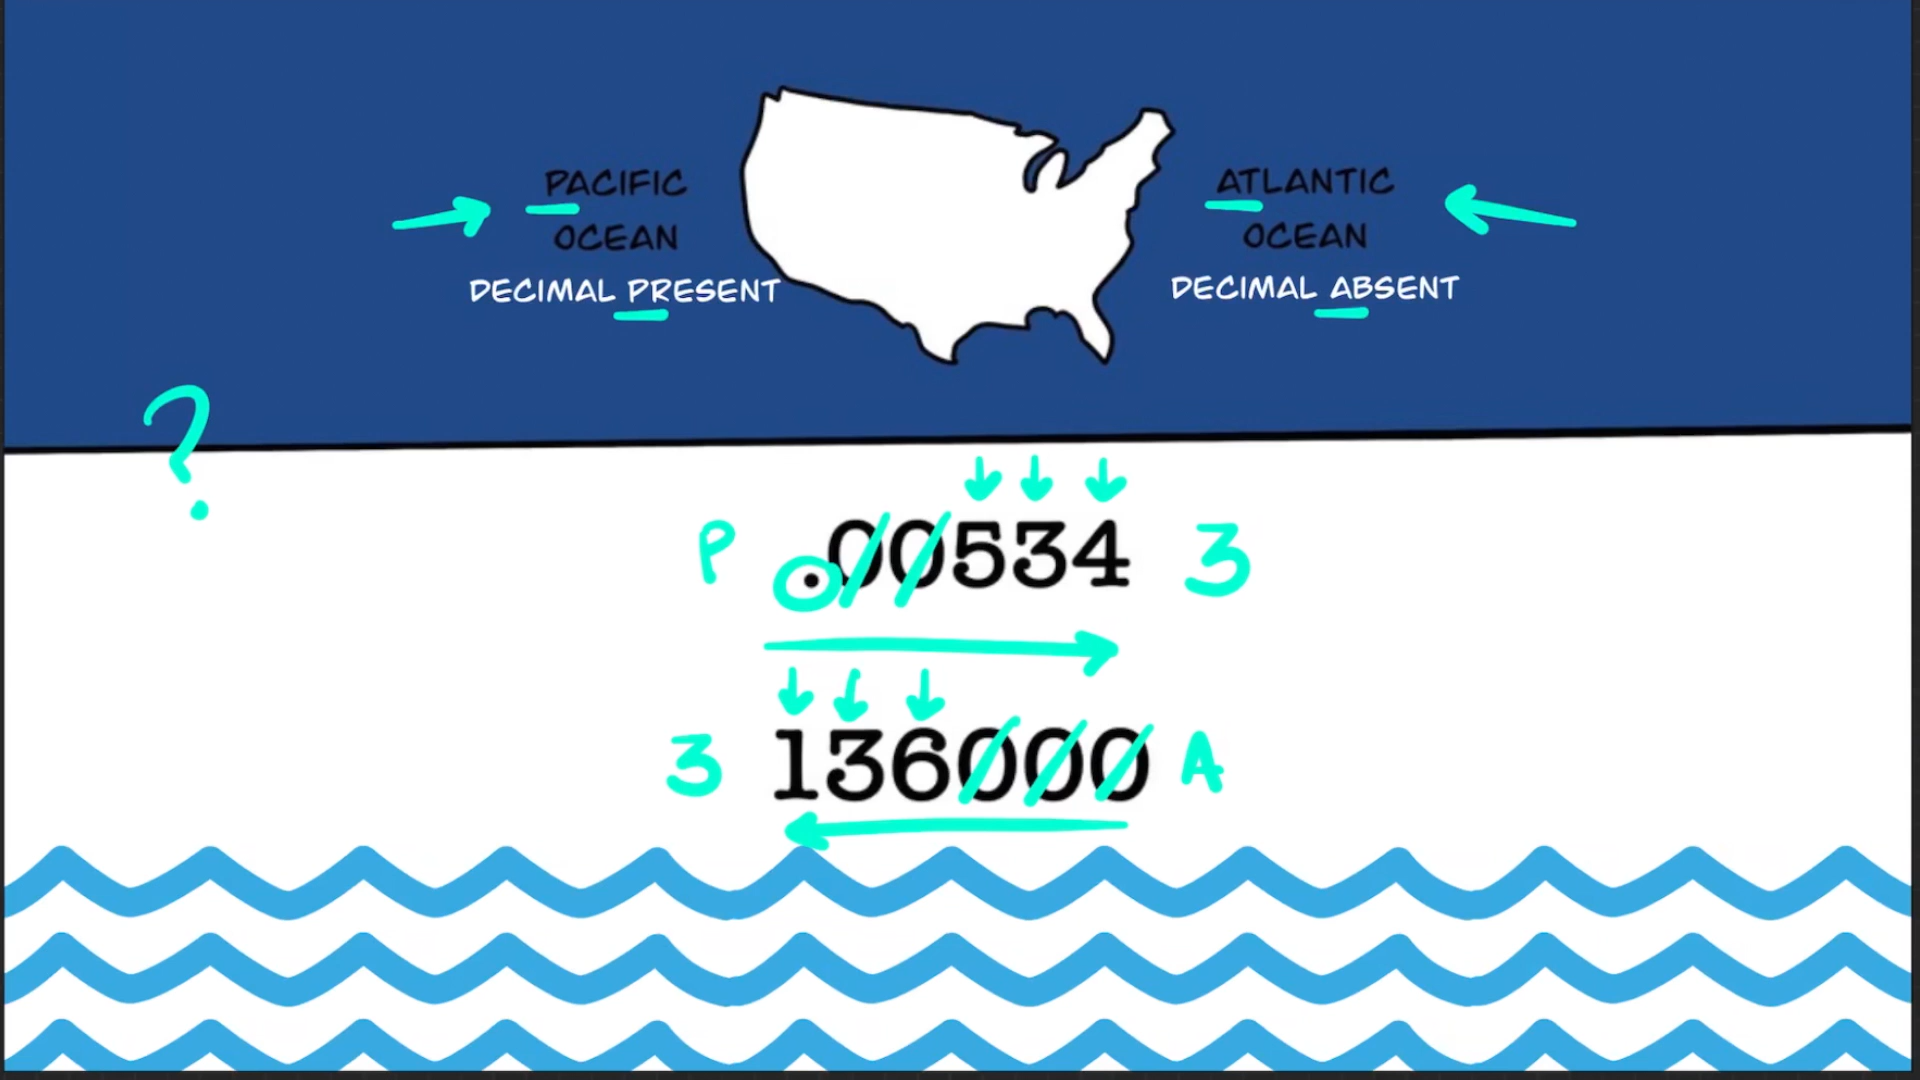 PACIFIC
OCEAN
DECIMAL PRESENT
ATLANTIC
OCEAN
DECIMAL ABSENT
?
P .00534 3
3 136000 A